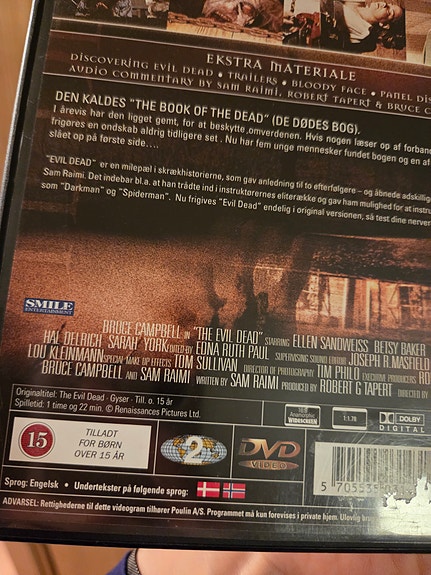 EKSTRA MATERIALE
DISCOVERING EVIL DEAD • TRAILERS • BLOODY FACE • PANEL
AUDIO COMMENTARY BY SAM RAIMI, ROBERT TAPERT & BRUCE
DEN KALDES "THE BOOK OF THE DEAD" (DE DØDES BOG).
I årevis har den ligget gemt, for at beskytte omverdenen. Hvis nogen læser op af
frigøres en ondskab aldrig tidligere set. Nu har fem unge mennesker fundet bogen og en af
slået op på første side....
"EVIL DEAD" er en milepæl i skrækhistorierne, som gav anledning til to efterfølgere – og åbnede
Sam Raimi. Det indebar bl.a. at han trådte ind i instruktørernes eliterække og gav ham mulighed for at
som "Darkman" og "Spiderman". Nu frigives "Evil Dead" endelig i original versionen, så test dine
SMILE
ENTERTAINMENT
BRUCE CAMPBELL IN "THE EVIL DEAD" STARRING ELLEN SANDWEISS BETSY BAKER
HAL DELRICH SARAH YORK EDITED BY EDNA RUTH PAUL SUPERVISING SOUND EDITOR JOSEPH R. MASFIELD
LOU KLEINMANN SPECIAL MAKE UP EFFECTS TOM SULLIVAN DIRECTOR OF PHOTOGRAPHY TIM PHILO EXECUTIVE PRODUCERS
BRUCE CAMPBELL AND SAM RAIMI WRITTEN BY SAM RAIMI PRODUCED BY ROBERT G TAPERT DIRECTED BY
Originaltitel: The Evil Dead · Gyser · Till. o. 15 år
Spilletid: 1 time og 22 min. © Renaissances Pictures Ltd.
16:9
Anamorphic
WIDESCREEN
1:1.78
DOLBY
DIGITAL
15
TILLADT
FOR BØRN
OVER 15 ÅR
2
DVD
VIDEO
Sprog: Engelsk • Undertekster på følgende sprog:
ADVARSEL: Rettighederne til dette videogram tilhører Poulin A/S. Programmet må kun forevises i private hjem. Ulovlig